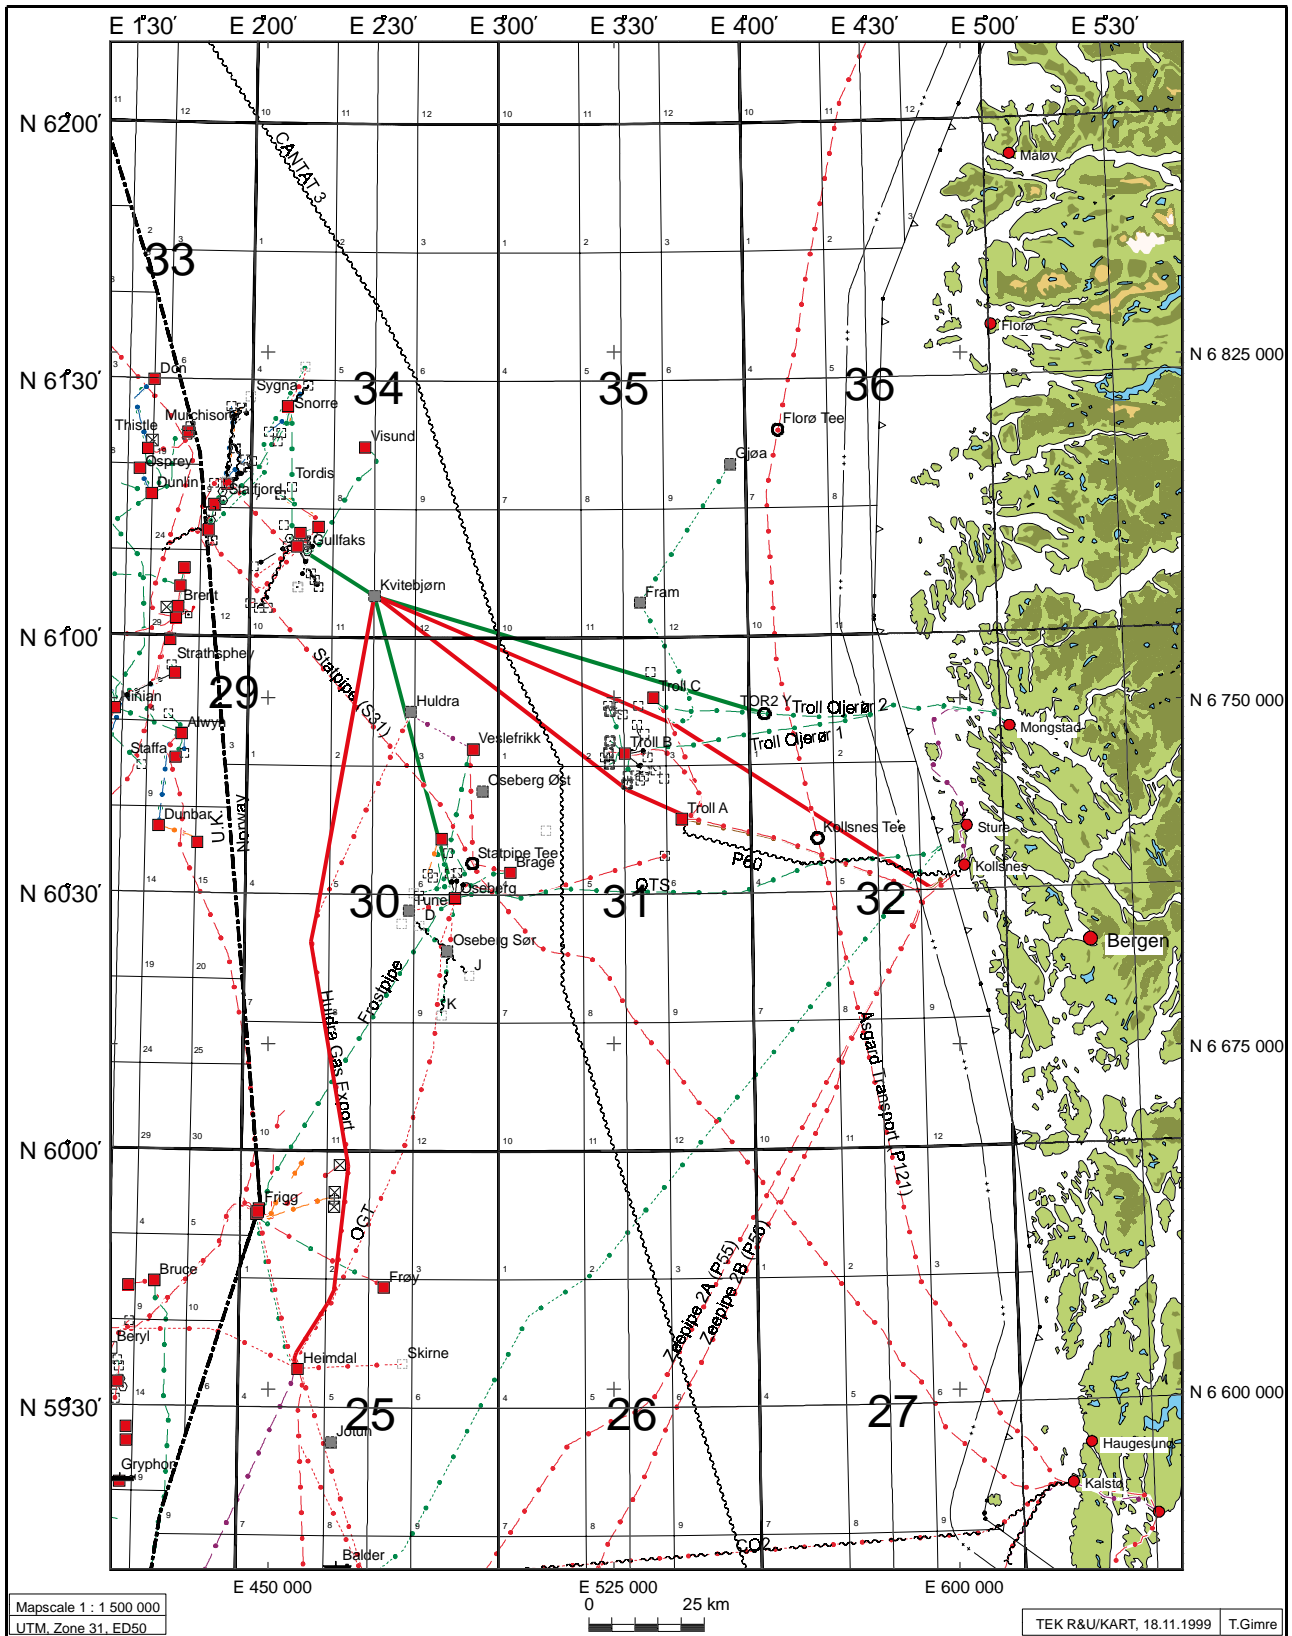 E 1°30' E 2°00' E 2°30' E 3°00' E 3°30' E 4°00' E 4°30' E 5°00' E 5°30'
N 62°00'
CANTAT 3
Måløy
33
Florø
N 6 825 000
N 61°30'
34 35 36
Don
Sygna
Snorre
Murchison
Thistle
Visund
Florø Tee
Osprey
Gjøa
Dunlin
Tordis
Statfjord
Gullfaks
Brent
Kvitebjørn
Fram
N 61°00'
Strathsphey
Statpipe (S31)
29
Ninian
Huldra
Troll C
TOR2 Y
Troll Oljerør 2
N 6 750 000
Alwyn
Staffa
Veslefrikk
Troll B
Troll Oljerør 1
Mongstad
Oseberg Øst
Dunbar
U.K.
Norway
Troll A
Kollsnes Tee
Sture
Statpipe Tee
Brage
P60
Kollsnes
N 60°30'
Oseberg
OTS
30 31 32
Tune
D
Bergen
Oseberg Sør
J
Frostpipe
K
Huldra Gas Export
Åsgard Transport (P121)
N 6 675 000
N 60°00'
Frigg
OGT
Zeepipe 2A (P55)
Zeepipe 2B (P56)
Bruce
Frøy
Beryl
Heimdal
Skirne
N 6 600 000
N 59°30'
25 26 27
Jotun
Haugesund
Gryphon
Kalstø
CO2
Balder
E 450 000 E 525 000 E 600 000
0 25 km
Mapscale 1 : 1 500 000
UTM, Zone 31, ED50
TEK R&U/KART, 18.11.1999 T.Gimre